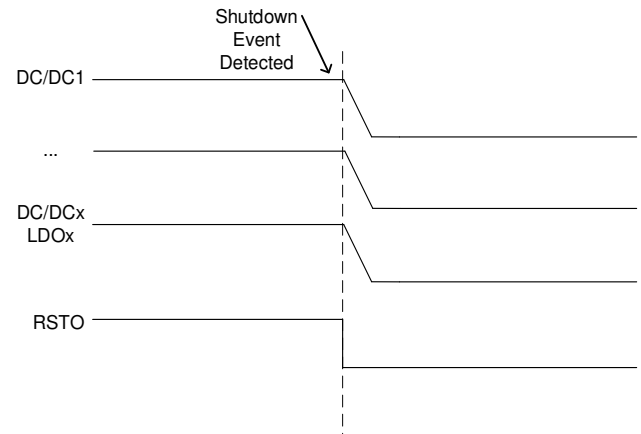 Shutdown
Event
Detected
DC/DC1
...
DC/DCx
LDOx
RSTO